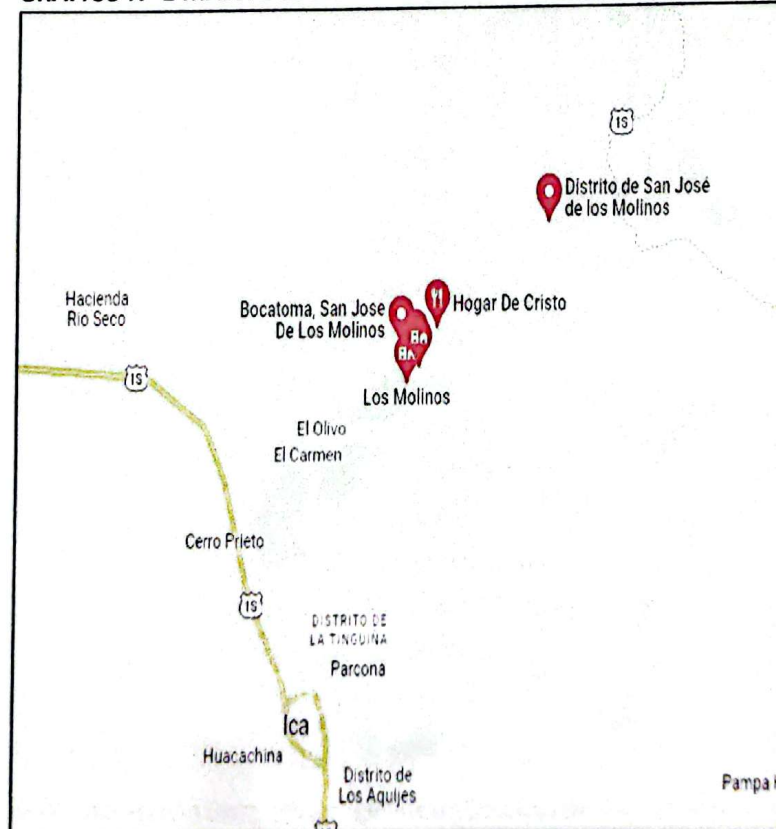 1S
Distrito de San José
de los Molinos
Hacienda
Rio Seco
Bocatoma, San Jose
De Los Molinos
Hogar De Cristo
1S
Los Molinos
El Olivo
El Carmen
Cerro Prieto
1S
DISTRITO DE
LA TINGUIÑA
Parcona
Ica
Huacachina
Distrito de
Los Aquijes
Pampa
1S